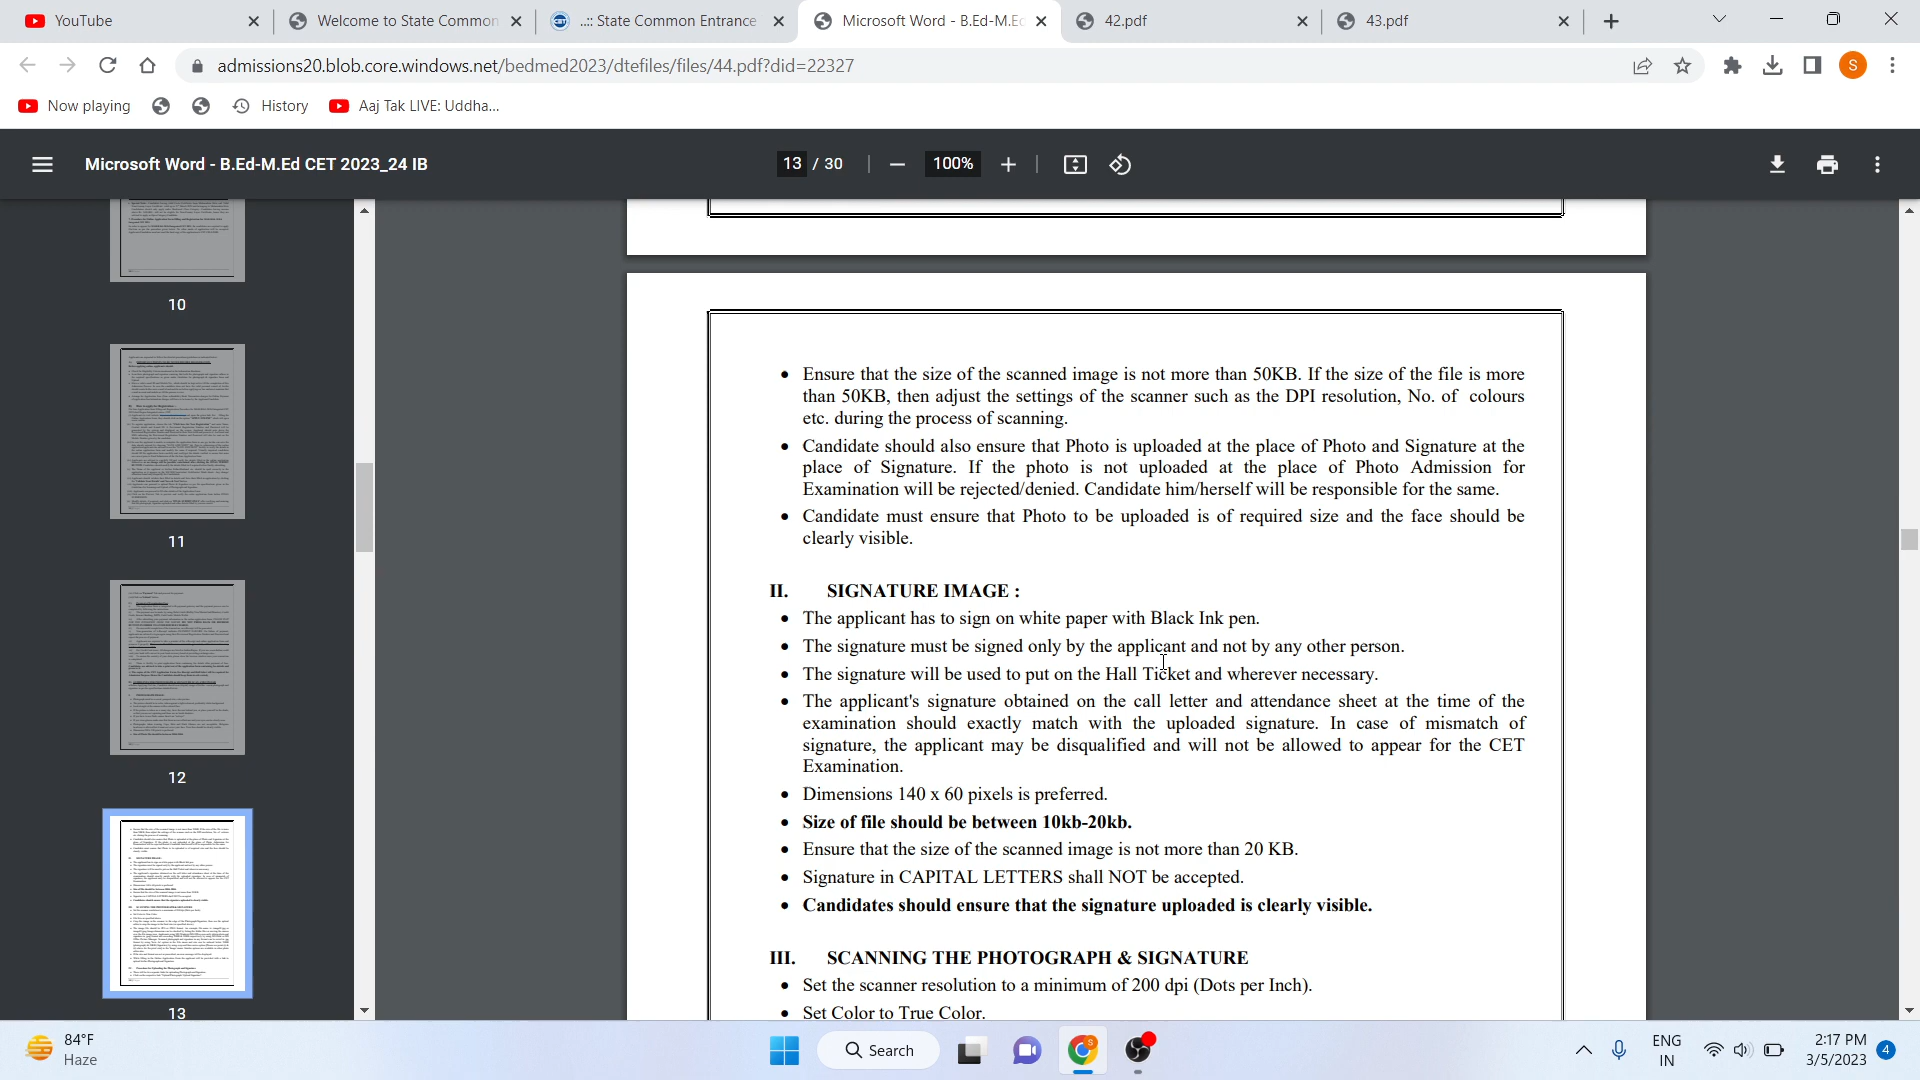 YouTube
Welcome to State Common
..:: State Common Entrance
Microsoft Word - B.Ed-M.Ec
42.pdf
43.pdf
admissions20.blob.core.windows.net/bedmed2023/dtefiles/files/44.pdf?did=22327
S
Now playing
History
Aaj Tak LIVE: Uddha...
Microsoft Word - B.Ed-M.Ed CET 2023_24 IB
13 / 30
100%
10
11
12
13
• Ensure that the size of the scanned image is not more than 50KB. If the size of the file is more
than 50KB, then adjust the settings of the scanner such as the DPI resolution, No. of colours
etc. during the process of scanning.
• Candidate should also ensure that Photo is uploaded at the place of Photo and Signature at the
place of Signature. If the photo is not uploaded at the place of Photo Admission for
Examination will be rejected/denied. Candidate him/herself will be responsible for the same.
• Candidate must ensure that Photo to be uploaded is of required size and the face should be
clearly visible.
II. SIGNATURE IMAGE :
• The applicant has to sign on white paper with Black Ink pen.
• The signature must be signed only by the applicant and not by any other person.
• The signature will be used to put on the Hall Ticket and wherever necessary.
• The applicant's signature obtained on the call letter and attendance sheet at the time of the
examination should exactly match with the uploaded signature. In case of mismatch of
signature, the applicant may be disqualified and will not be allowed to appear for the CET
Examination.
• Dimensions 140 x 60 pixels is preferred.
• Size of file should be between 10kb-20kb.
• Ensure that the size of the scanned image is not more than 20 KB.
• Signature in CAPITAL LETTERS shall NOT be accepted.
• Candidates should ensure that the signature uploaded is clearly visible.
III. SCANNING THE PHOTOGRAPH & SIGNATURE
• Set the scanner resolution to a minimum of 200 dpi (Dots per Inch).
• Set Color to True Color.
84°F
Haze
Search
ENG
IN
2:17 PM
3/5/2023
4